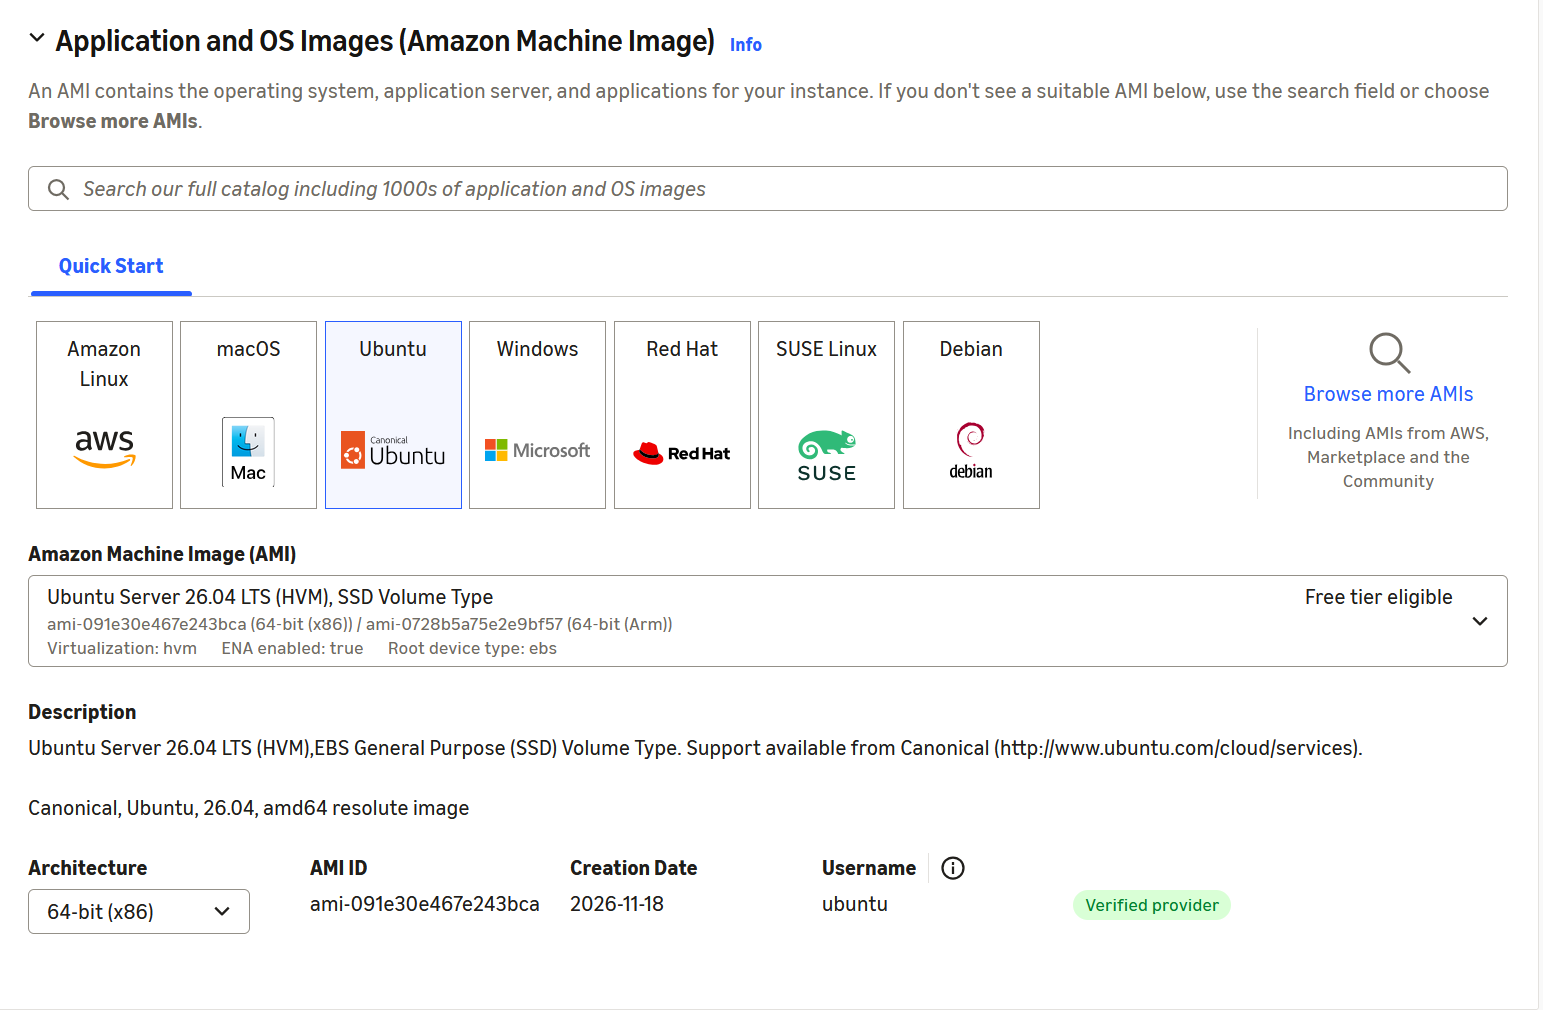 Application and OS Images (Amazon Machine Image) Info
An AMI contains the operating system, application server, and applications for your instance. If you don't see a suitable AMI below, use the search field or choose
Browse more AMIs.
Search our full catalog including 1000s of application and OS images
Quick Start
Amazon
Linux
aws
macOS
Mac
Ubuntu
Canonical
Ubuntu
Windows
Microsoft
Red Hat
Red Hat
SUSE Linux
SUSE
Debian
debian
Browse more AMIs
Including AMIs from AWS,
Marketplace and the
Community
Amazon Machine Image (AMI)
Ubuntu Server 26.04 LTS (HVM), SSD Volume Type
Free tier eligible
ami-091e30e467e243bca (64-bit (x86)) / ami-0728b5a75e2e9bf57 (64-bit (Arm))
Virtualization: hvm ENA enabled: true Root device type: ebs
Description
Ubuntu Server 26.04 LTS (HVM),EBS General Purpose (SSD) Volume Type. Support available from Canonical (http://www.ubuntu.com/cloud/services).
Canonical, Ubuntu, 26.04, amd64 resolute image
Architecture AMI ID Creation Date Username
64-bit (x86) ami-091e30e467e243bca 2026-11-18 ubuntu Verified provider